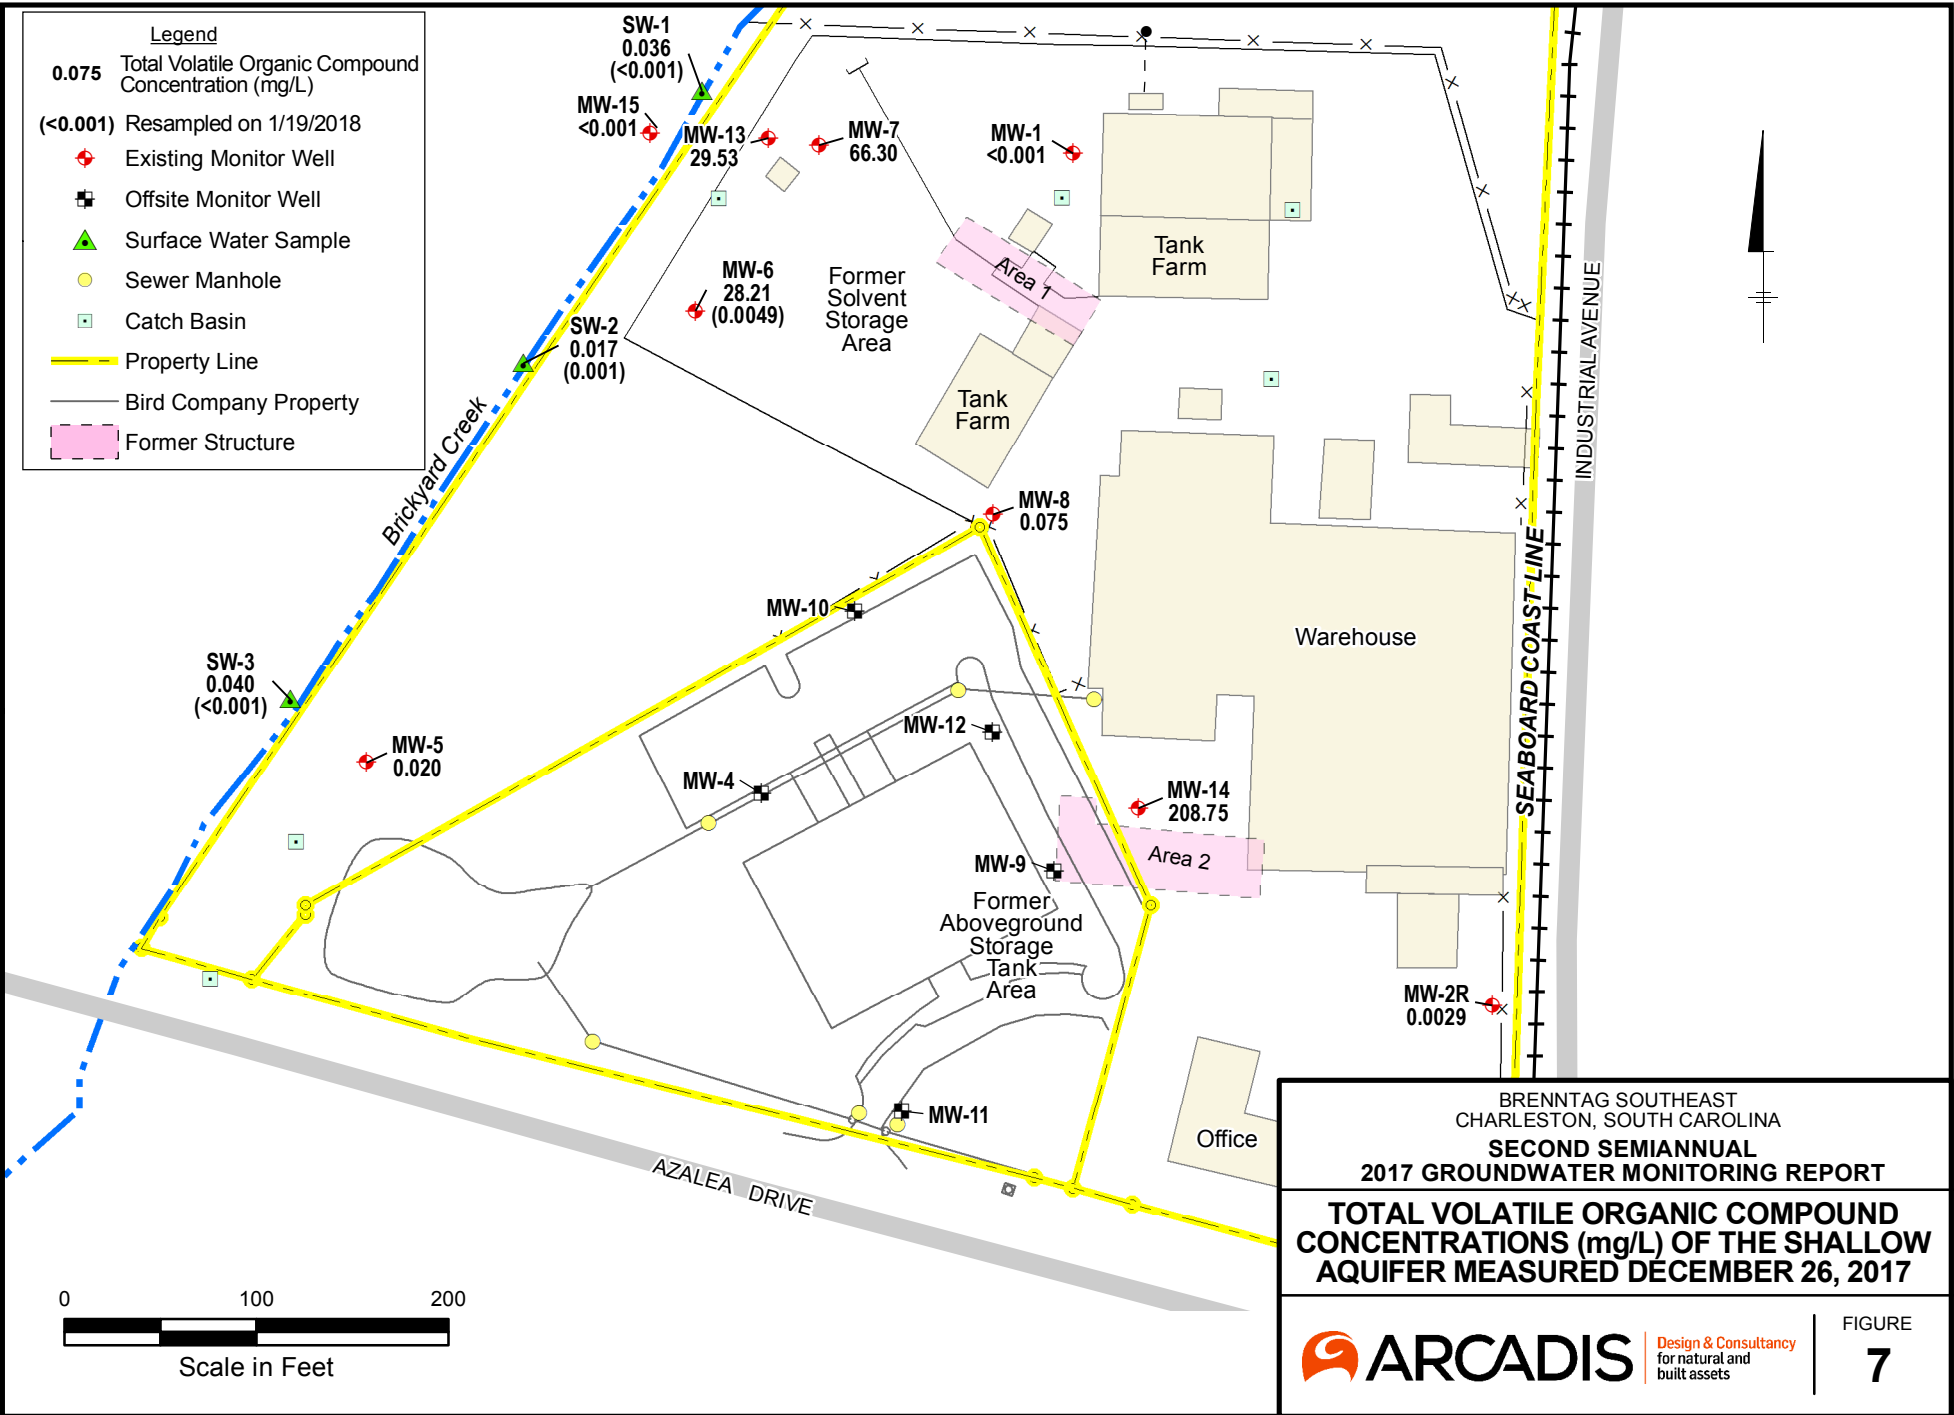 Legend
0.075 Total Volatile Organic Compound
Concentration (mg/L)
(<0.001) Resampled on 1/19/2018
Existing Monitor Well
Offsite Monitor Well
Surface Water Sample
Sewer Manhole
Catch Basin
Property Line
Bird Company Property
Former Structure
SW-1
0.036
(<0.001)
MW-15
<0.001
MW-13
29.53
MW-7
66.30
MW-1
<0.001
Tank
Farm
Area 1
MW-6
28.21
(0.0049)
Former
Solvent
Storage
Area
SW-2
0.017
(0.001)
Tank
Farm
Brickyard Creek
INDUSTRIAL AVENUE
MW-8
0.075
MW-10
Warehouse
SEABOARD COAST LINE
SW-3
0.040
(<0.001)
MW-5
0.020
MW-12
MW-4
MW-14
208.75
MW-9
Area 2
Former
Aboveground
Storage
Tank
Area
MW-2R
0.0029
MW-11
Office
AZALEA DRIVE
0 100 200
Scale in Feet
BRENNTAG SOUTHEAST
CHARLESTON, SOUTH CAROLINA
SECOND SEMIANNUAL
2017 GROUNDWATER MONITORING REPORT
TOTAL VOLATILE ORGANIC COMPOUND
CONCENTRATIONS (mg/L) OF THE SHALLOW
AQUIFER MEASURED DECEMBER 26, 2017
ARCADIS
Design & Consultancy
for natural and
built assets
FIGURE
7